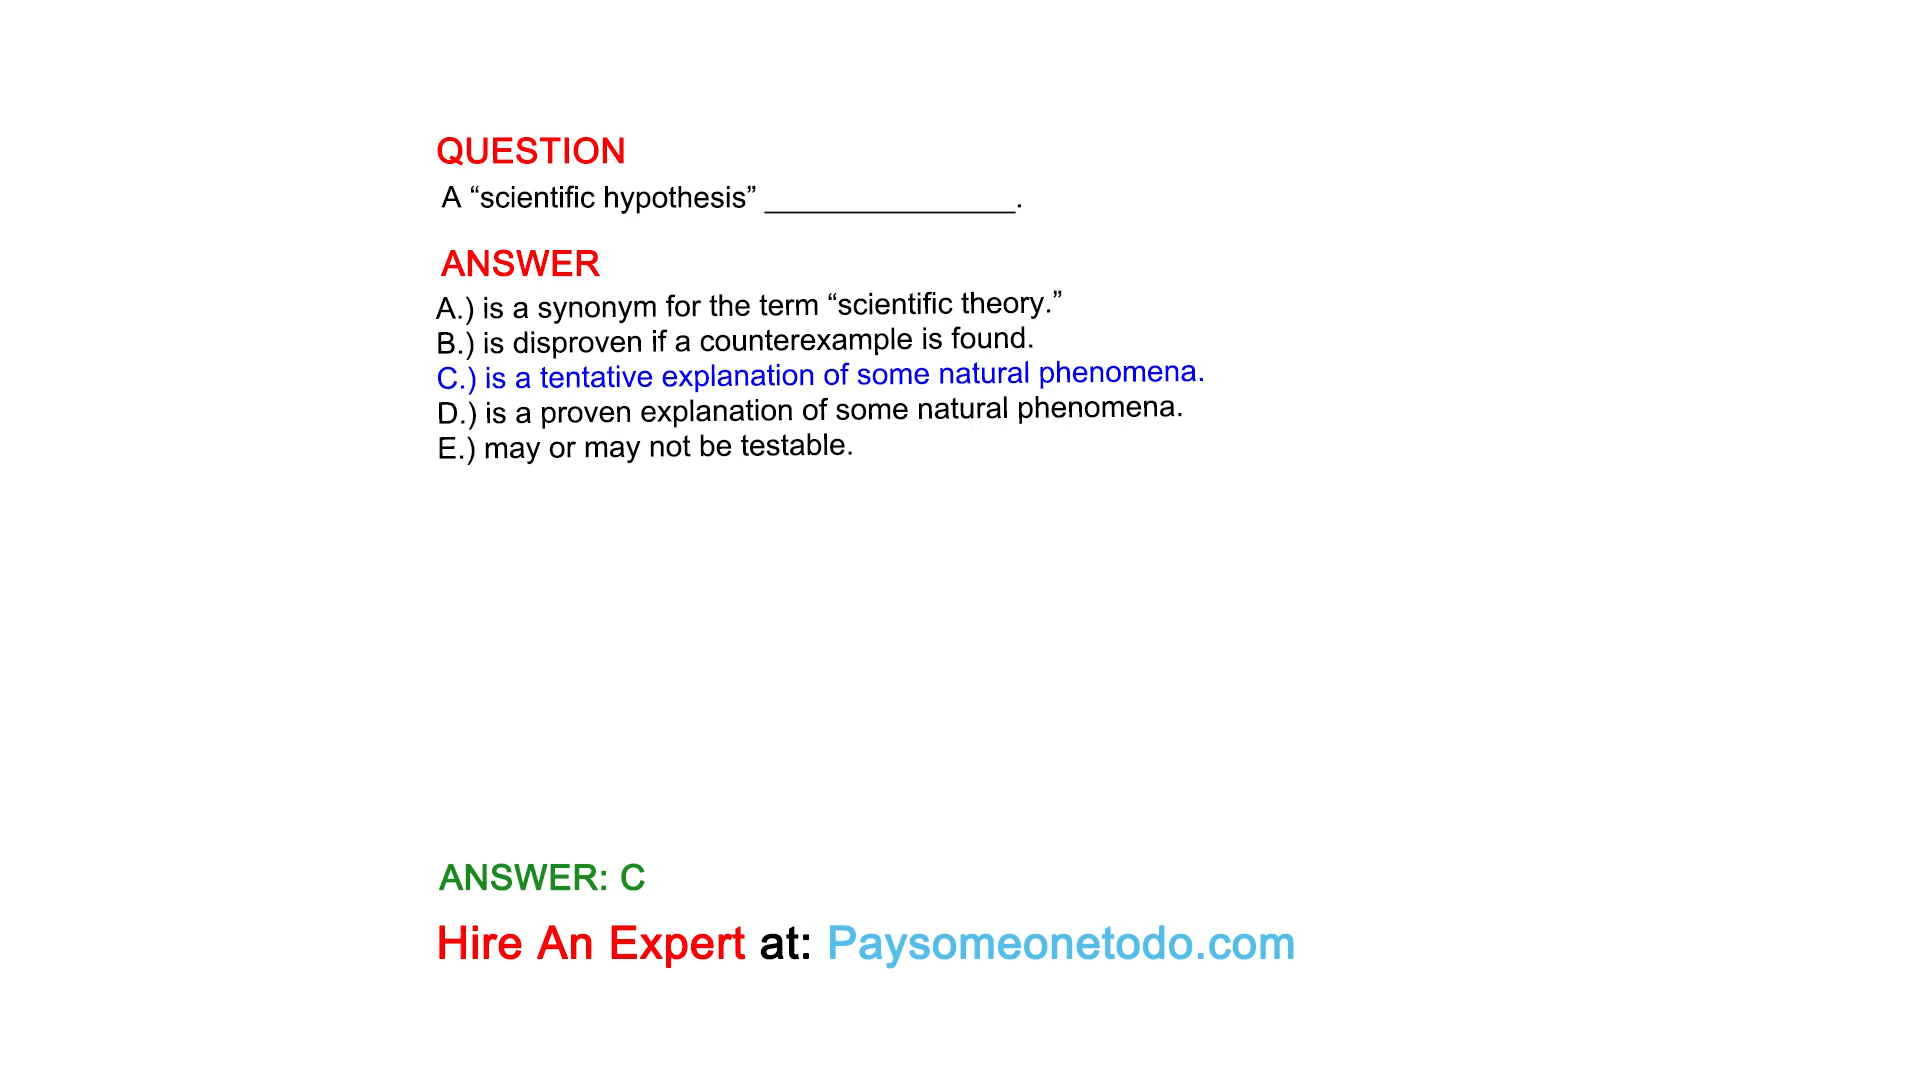 QUESTION
A “scientific hypothesis” _______________.
ANSWER
A.) is a synonym for the term “scientific theory.”
B.) is disproven if a counterexample is found.
C.) is a tentative explanation of some natural phenomena.
D.) is a proven explanation of some natural phenomena.
E.) may or may not be testable.
ANSWER: C
Hire An Expert at: Paysomeonetodo.com